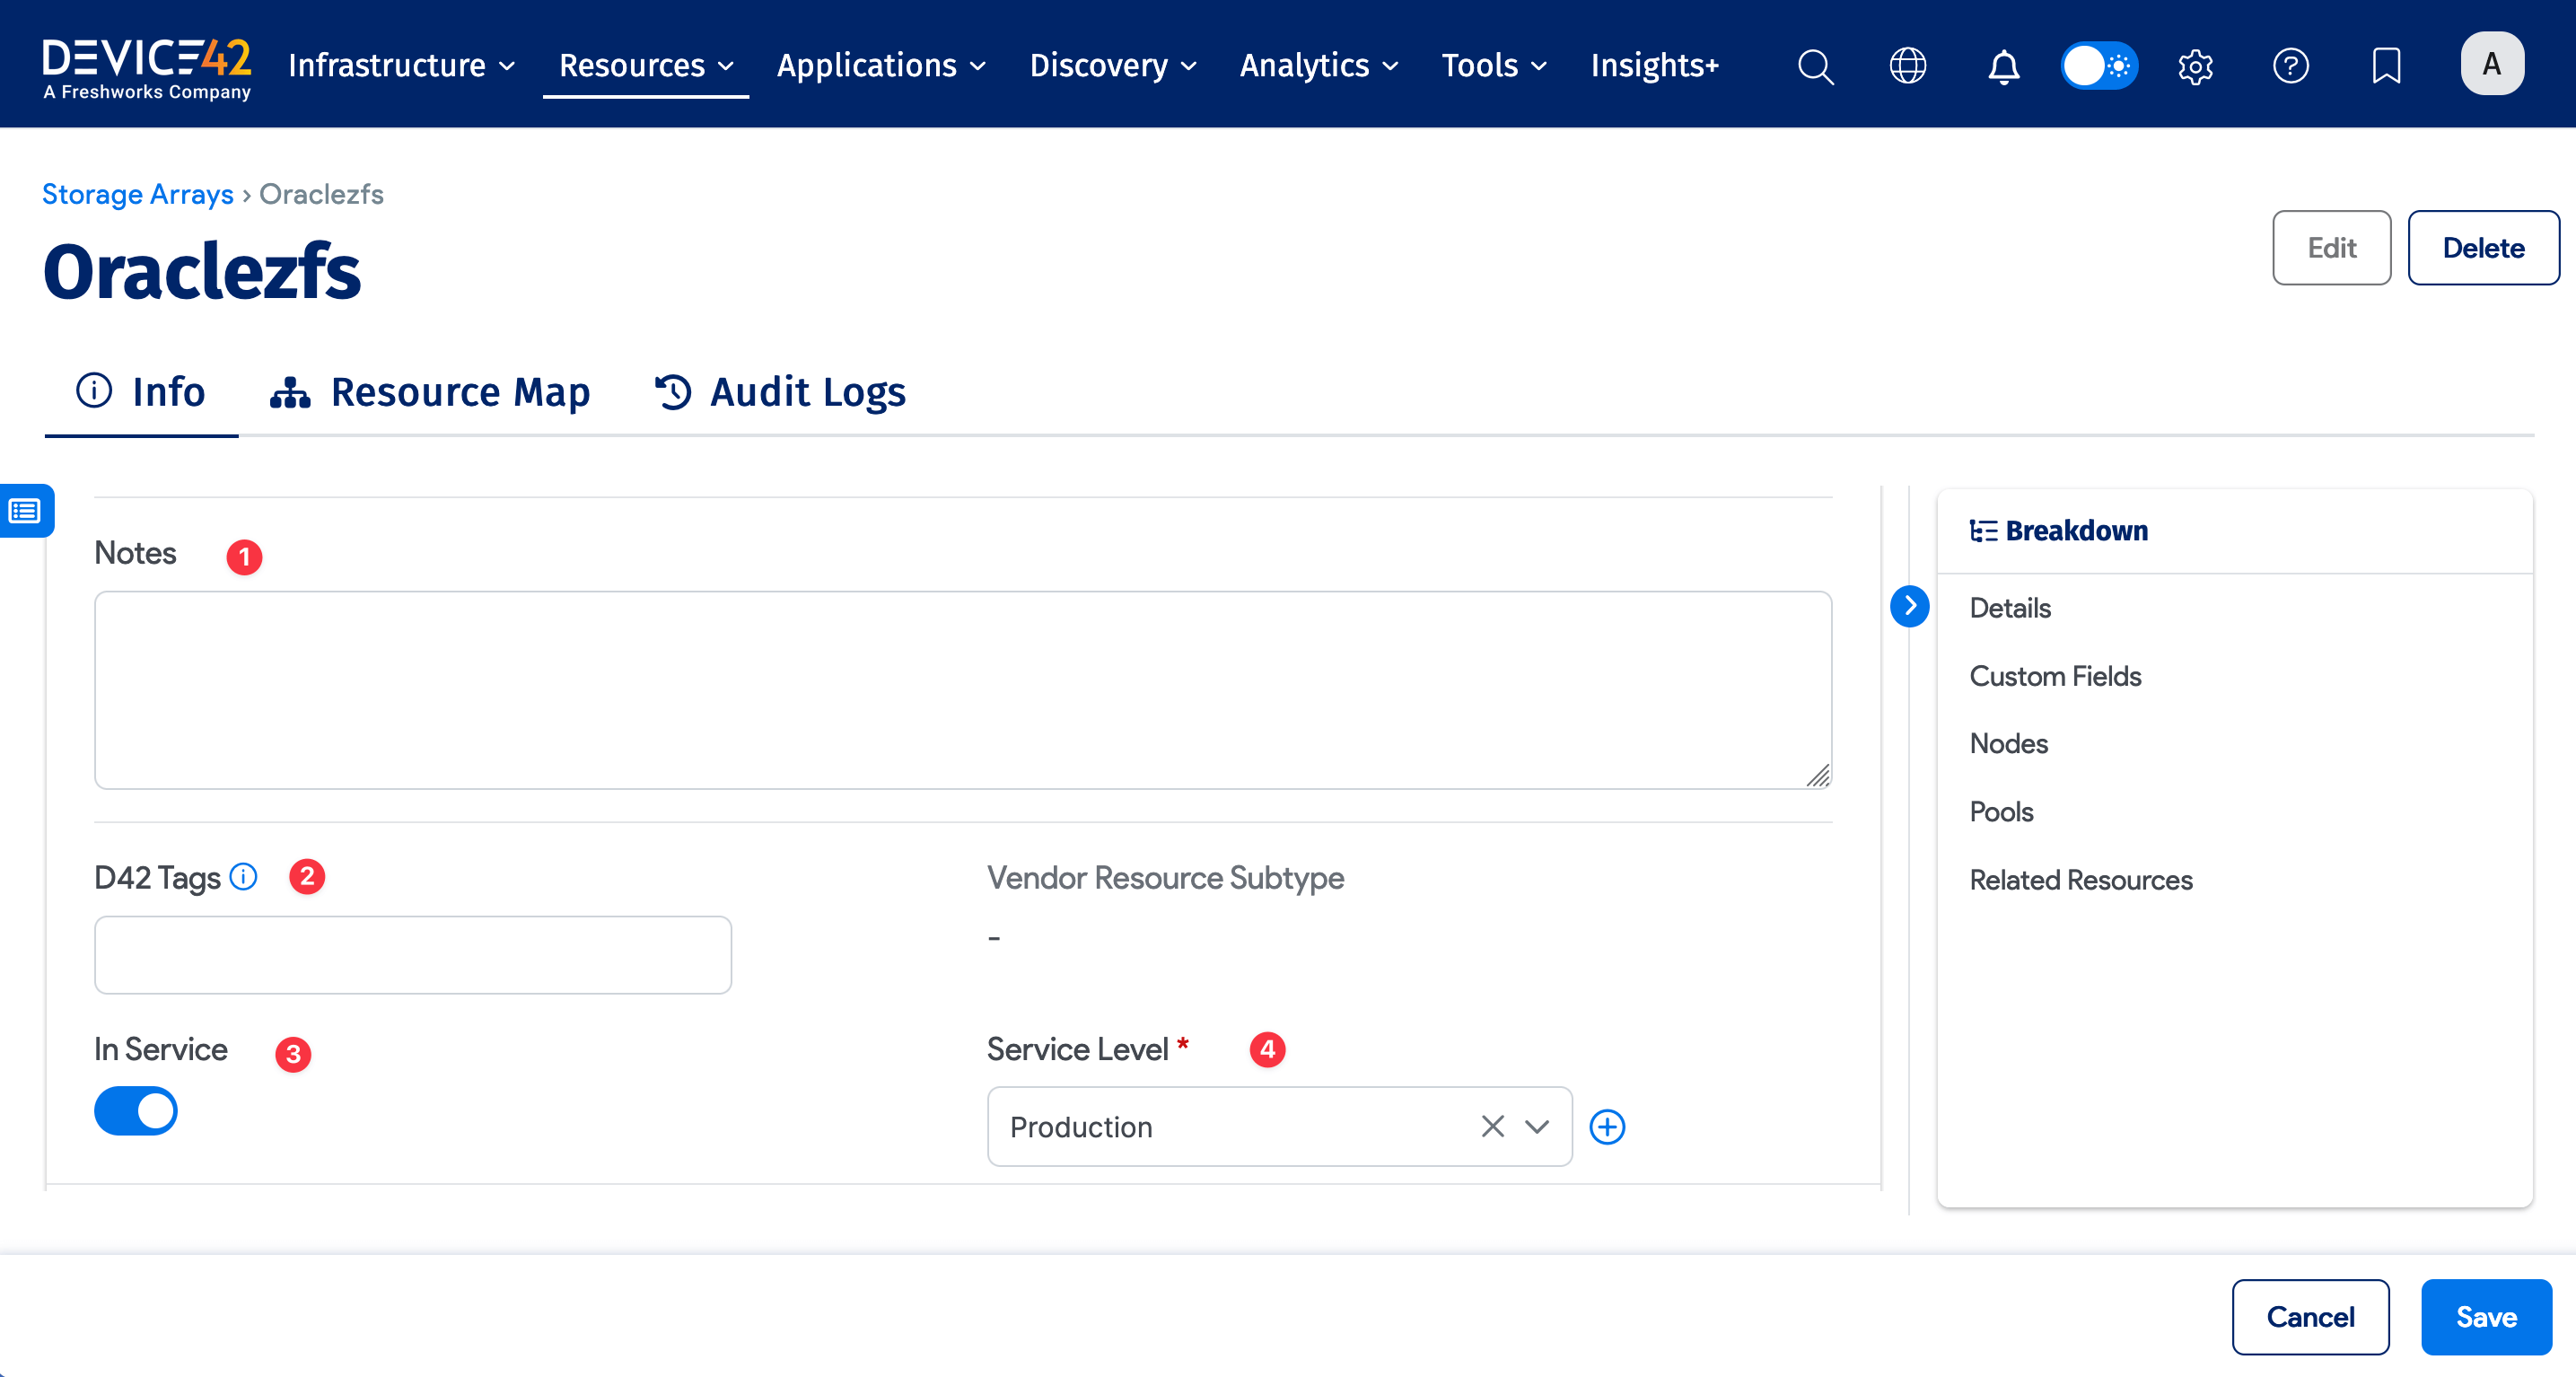 DEVICE42
A Freshworks Company
Infrastructure Resources Applications Discovery Analytics Tools Insights+
A
Storage Arrays › Oraclezfs
Oraclezfs
Edit Delete
Info Resource Map Audit Logs
Notes 1
D42 Tags 2
Vendor Resource Subtype
-
In Service 3
Service Level * 4
Production
Breakdown
Details
Custom Fields
Nodes
Pools
Related Resources
Cancel Save